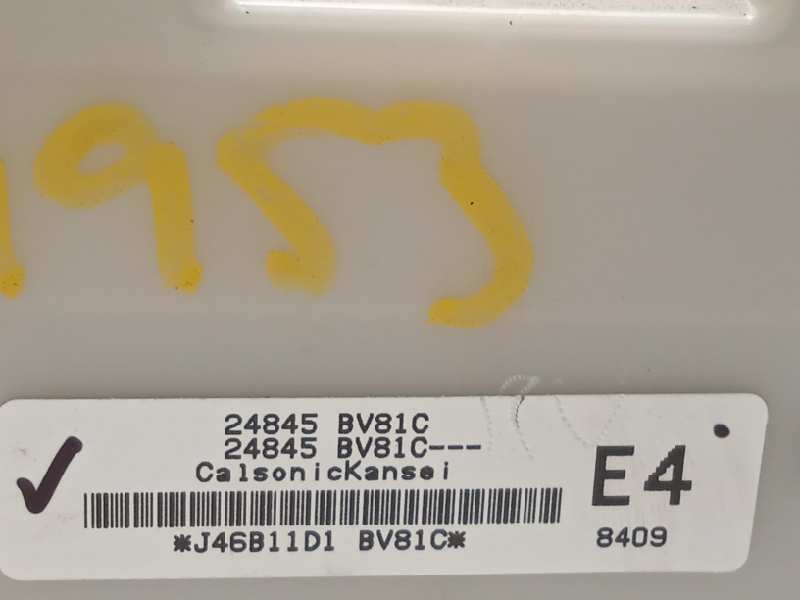 1953
24845 BV81C
24845 BV81C---
CalsonicKansei
E4
*J46B11D1 BV81C*
8409